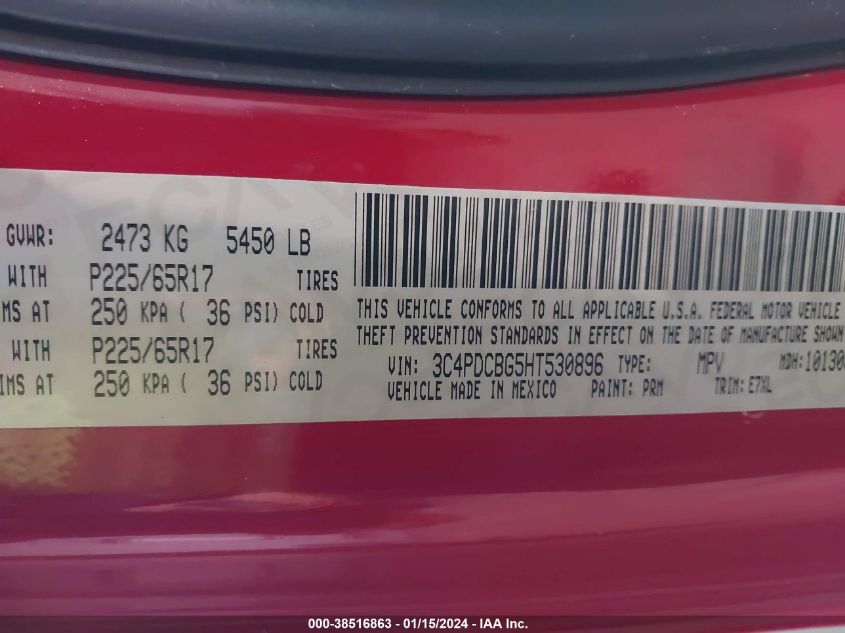 GVWR: 2473 KG 5450 LB
WITH P225/65R17 TIRES
MS AT 250 KPA ( 36 PSI) COLD
WITH P225/65R17 TIRES
IMS AT 250 KPA ( 36 PSI) COLD
THIS VEHICLE CONFORMS TO ALL APPLICABLE U.S.A. FEDERAL MOTOR VEHICLE
THEFT PREVENTION STANDARDS IN EFFECT ON THE DATE OF MANUFACTURE SHOWN
VIN: 3C4PDCBG5HT530896 TYPE: MPV MDH: 10130
VEHICLE MADE IN MEXICO PAINT: PRM TRIM: E7XL
000-38516863 - 01/15/2024 - IAA Inc.